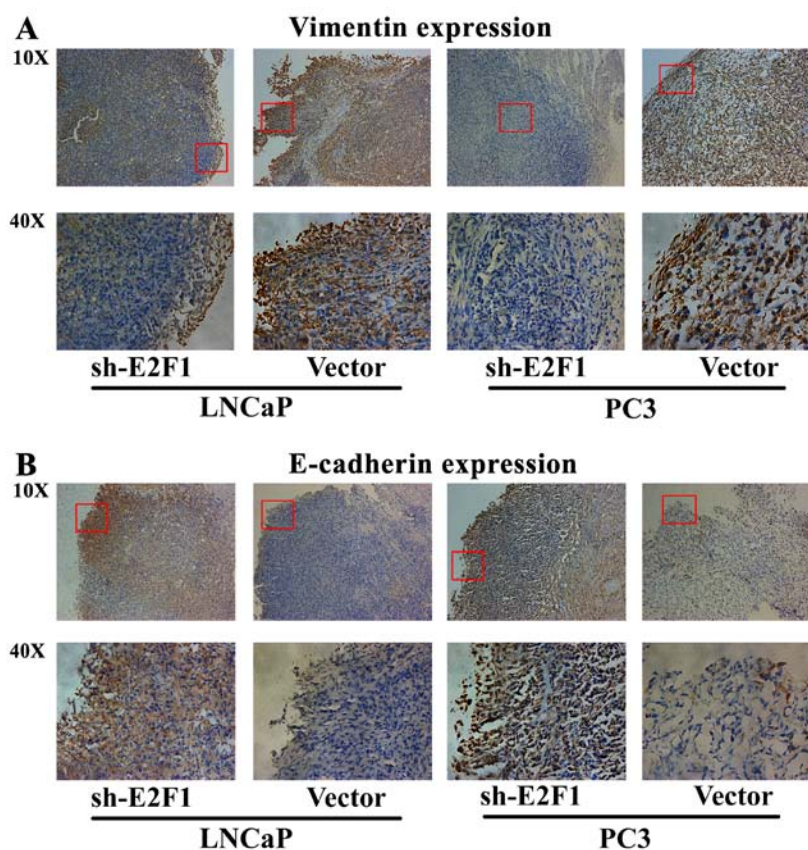 A Vimentin expression
10X
40X
sh-E2F1 Vector sh-E2F1 Vector
LNCaP PC3
B E-cadherin expression
10X
40X
sh-E2F1 Vector sh-E2F1 Vector
LNCaP PC3